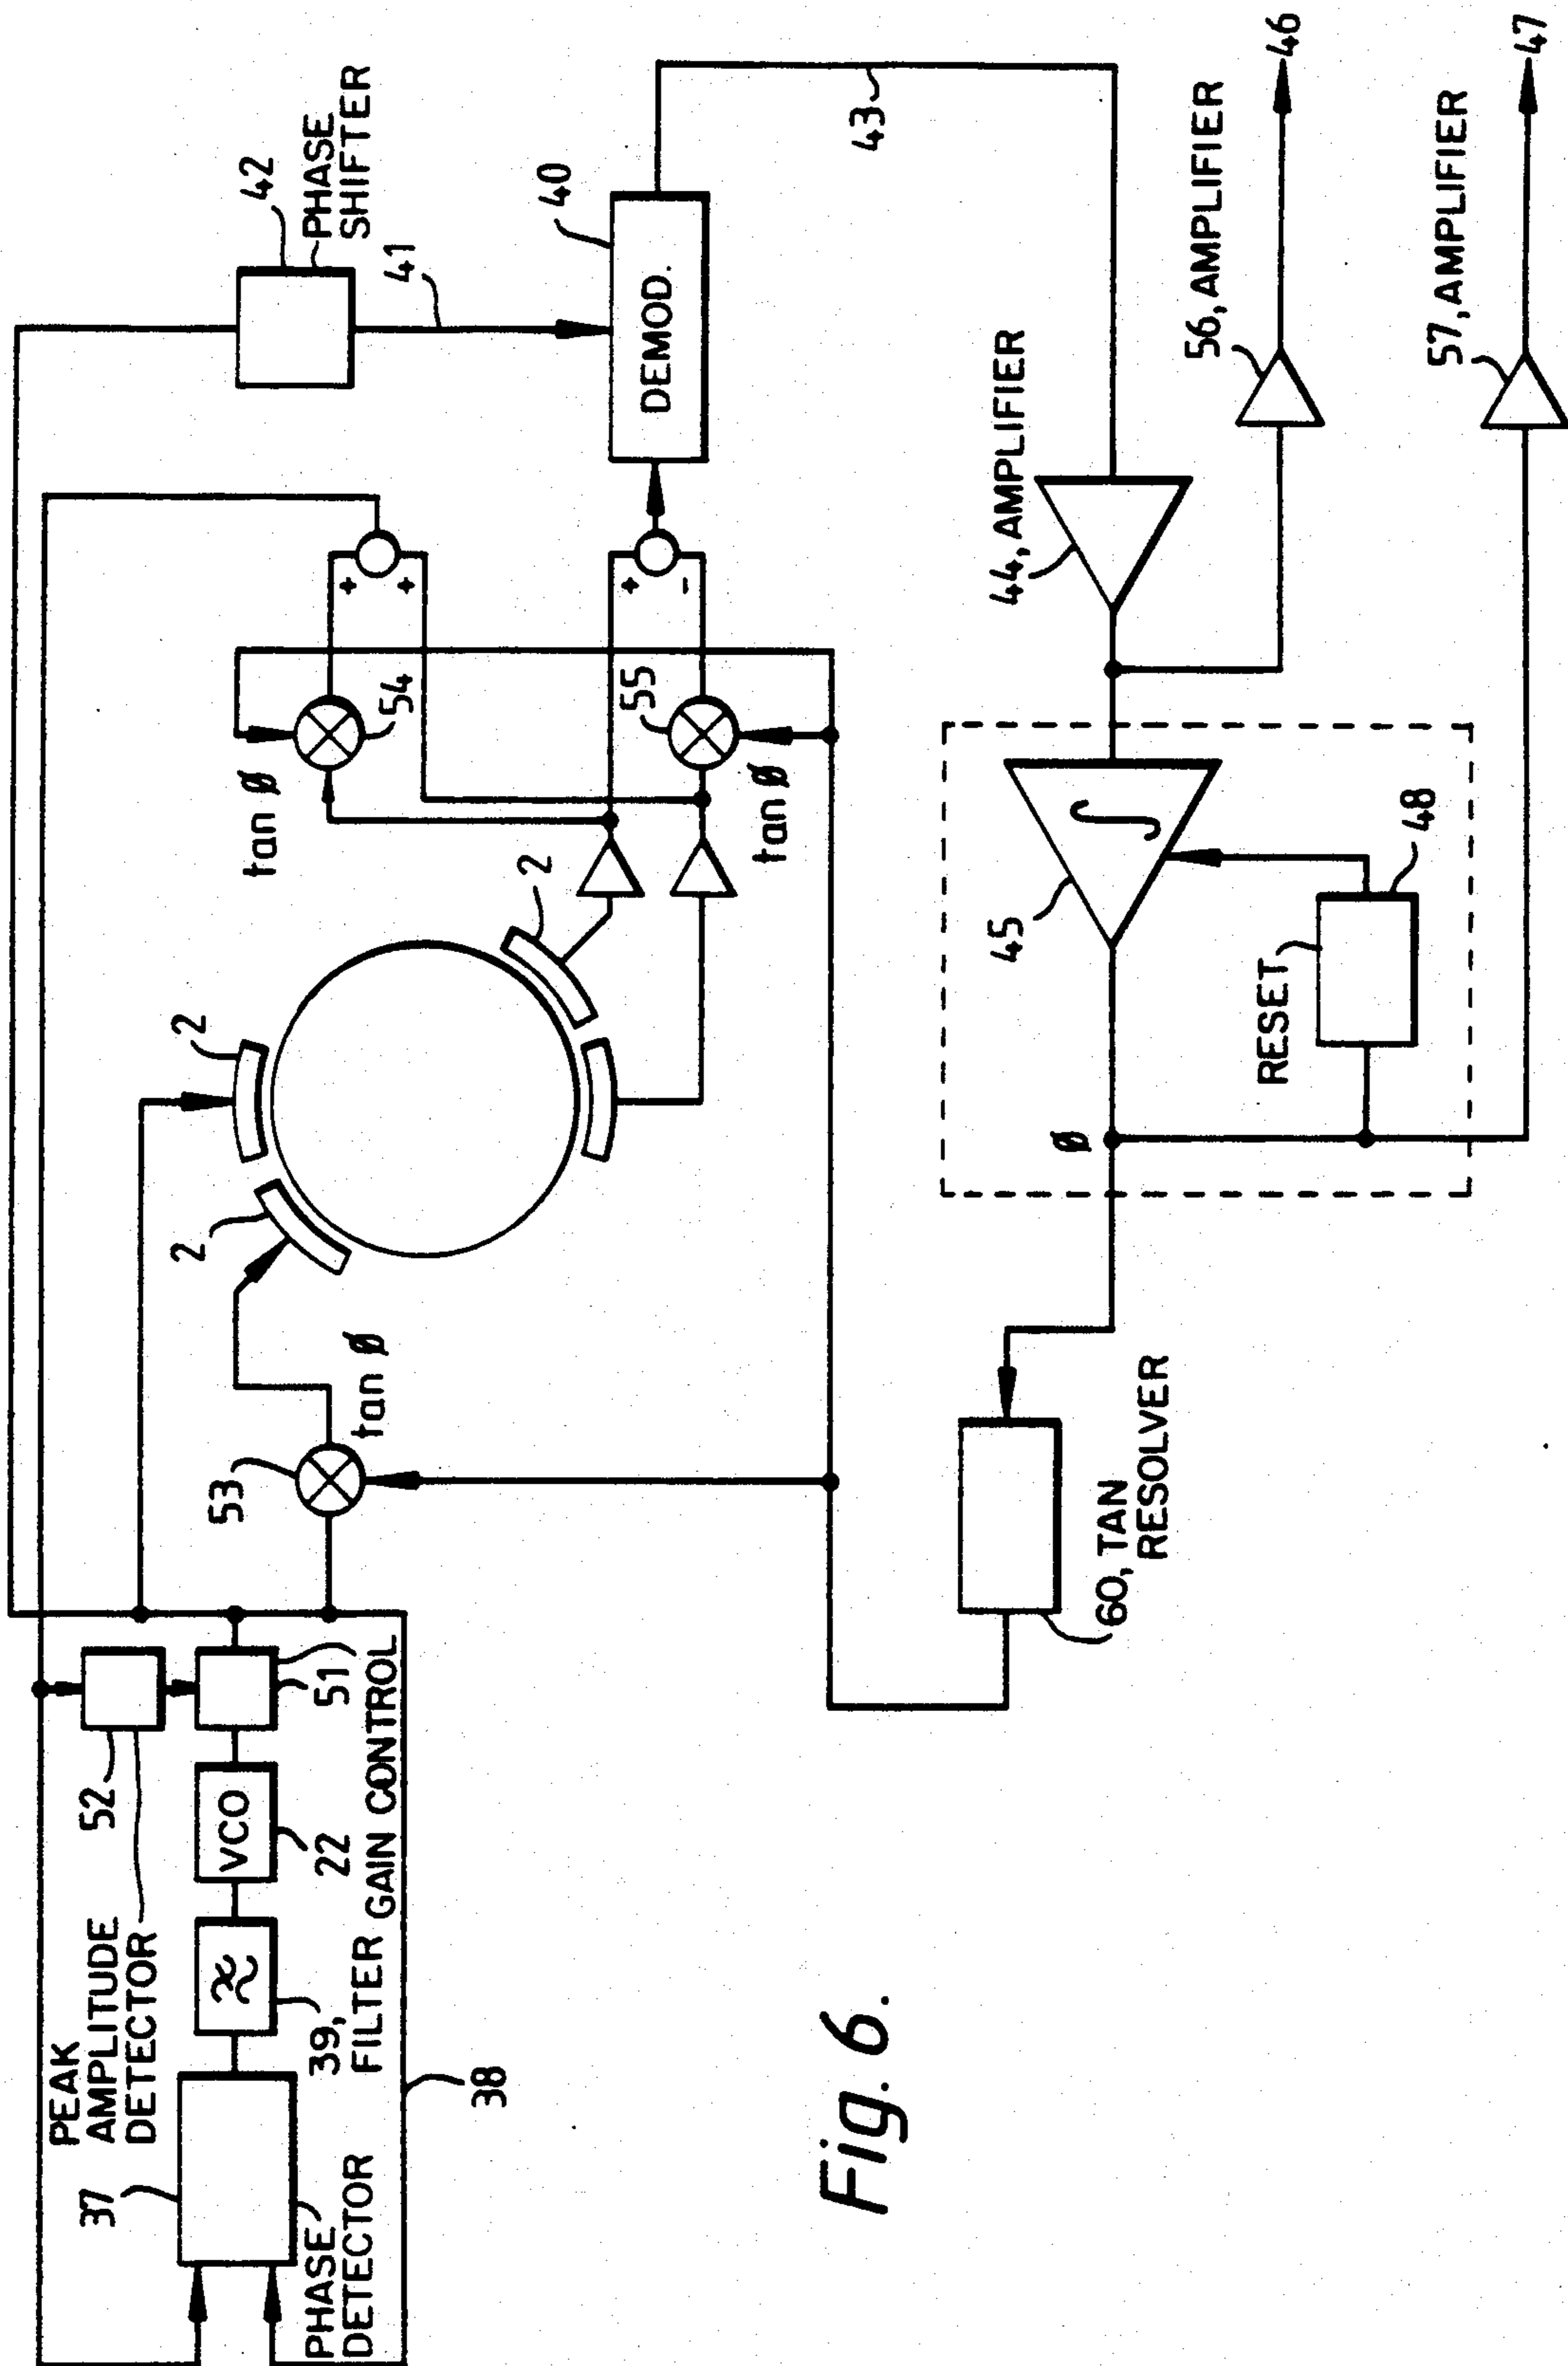 37
PEAK
AMPLITUDE
DETECTOR
52
PHASE
DETECTOR
39,
FILTER
VCO
22
51
GAIN CONTROL
38
53
tan Ø
2
2
2
tan Ø
54
+
+
55
tan Ø
+
-
42
PHASE
SHIFTER
41
40
DEMOD.
43
60, TAN
RESOLVER
Ø
45
∫
RESET
48
44, AMPLIFIER
56, AMPLIFIER
46
57, AMPLIFIER
47
Fig. 6.